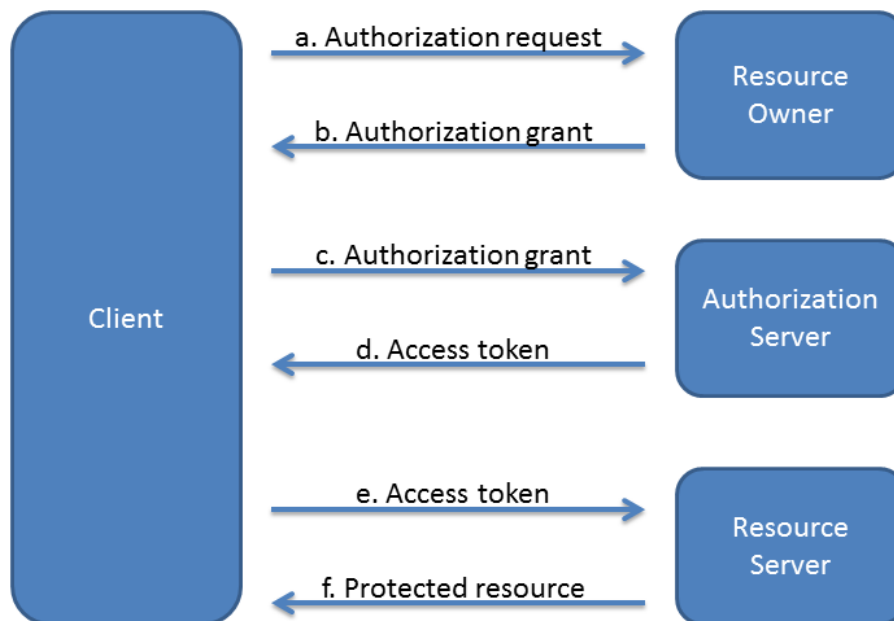 a. Authorization request
Resource
Owner
b. Authorization grant
c. Authorization grant
Client
Authorization
Server
d. Access token
e. Access token
Resource
Server
f. Protected resource